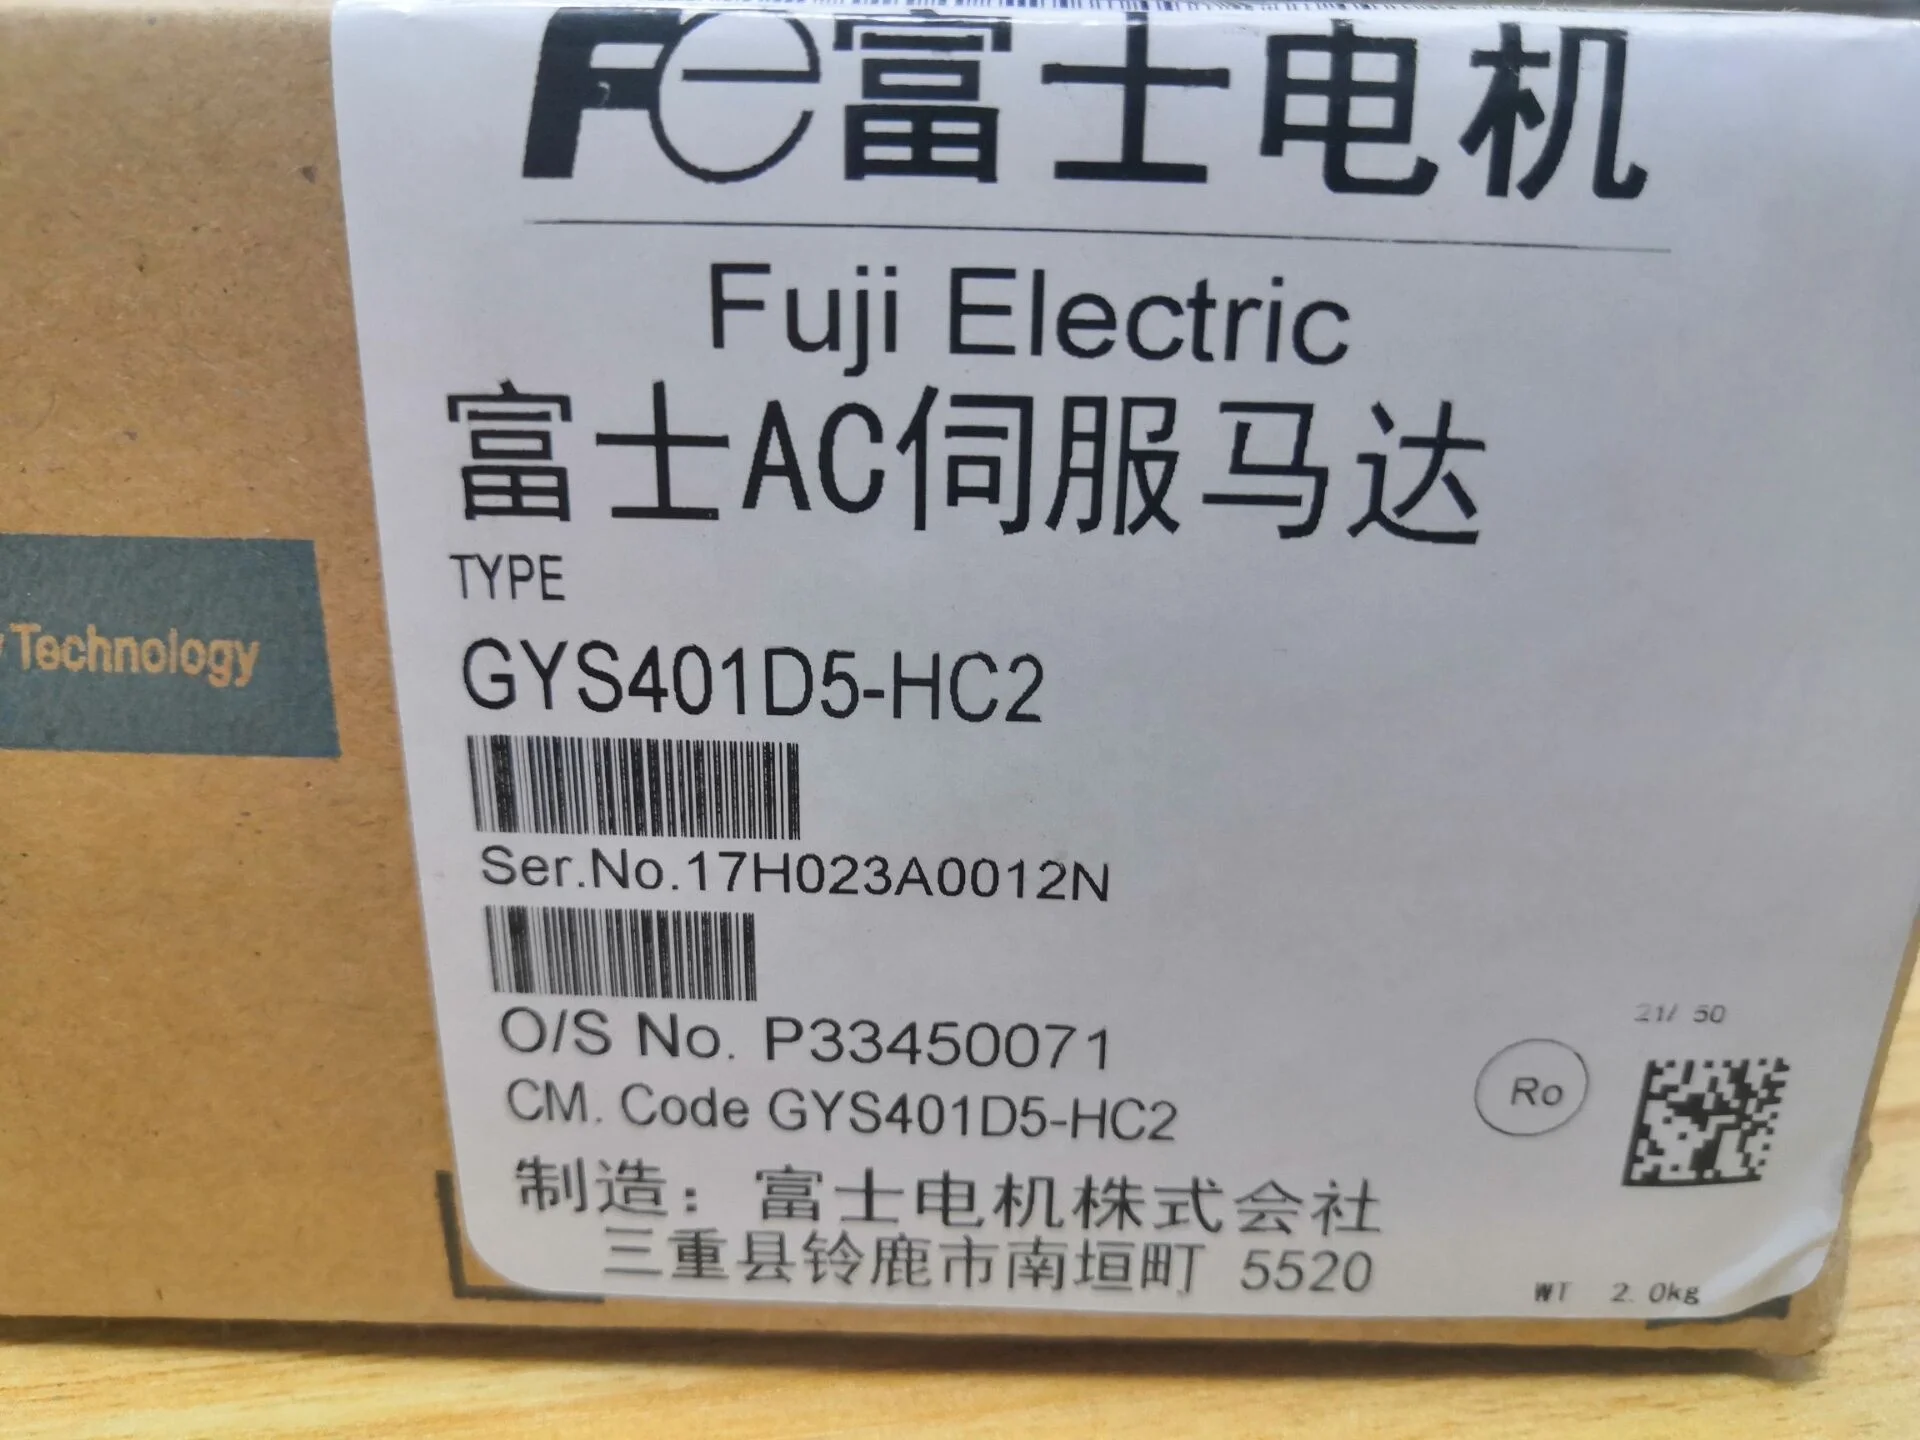 Fe富士电机
Fuji Electric
富士AC伺服马达
TYPE
GYS401D5-HC2
Ser.No.17H023A0012N
O/S No. P33450071
CM. Code GYS401D5-HC2
制造：富士电机株式会社
三重县铃鹿市南垣町 5520
21/ 50
Ro
WT 2.0kg
Technology